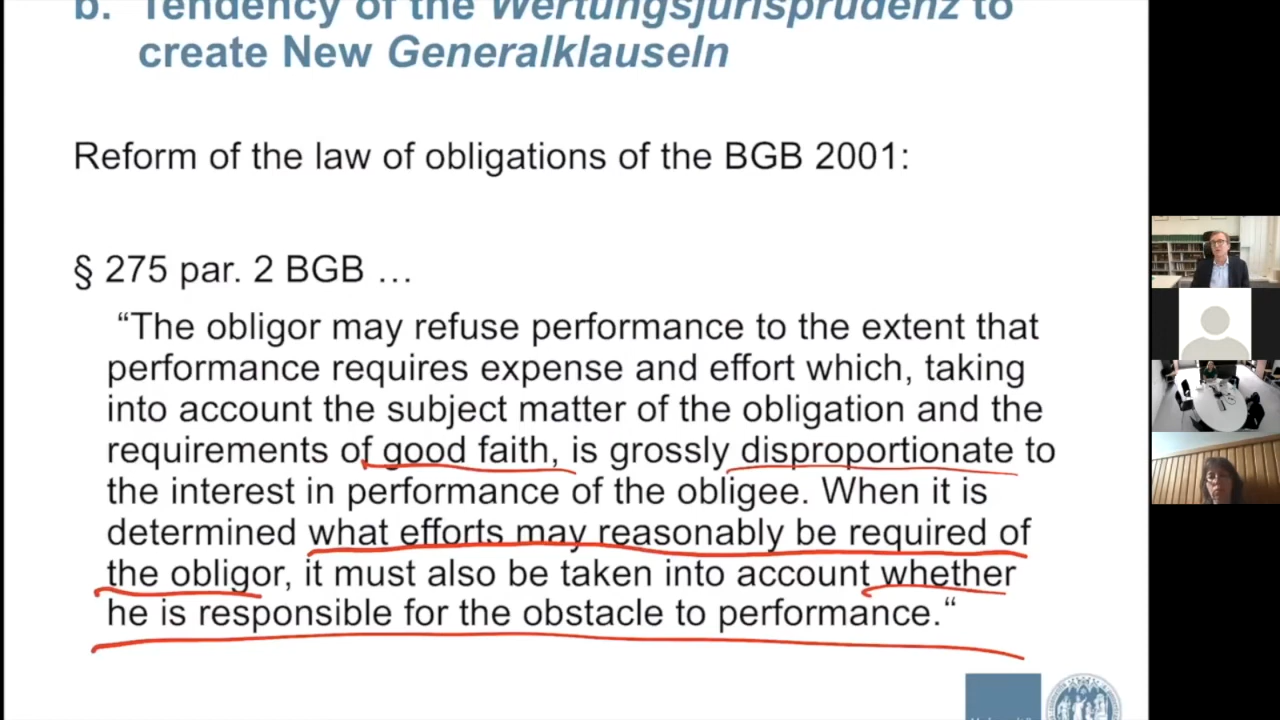 b. Tendency of the Wertungsjurisprudenz to
create New Generalklauseln
Reform of the law of obligations of the BGB 2001:
§ 275 par. 2 BGB …
“The obligor may refuse performance to the extent that
performance requires expense and effort which, taking
into account the subject matter of the obligation and the
requirements of good faith, is grossly disproportionate to
the interest in performance of the obligee. When it is
determined what efforts may reasonably be required of
the obligor, it must also be taken into account whether
he is responsible for the obstacle to performance.“